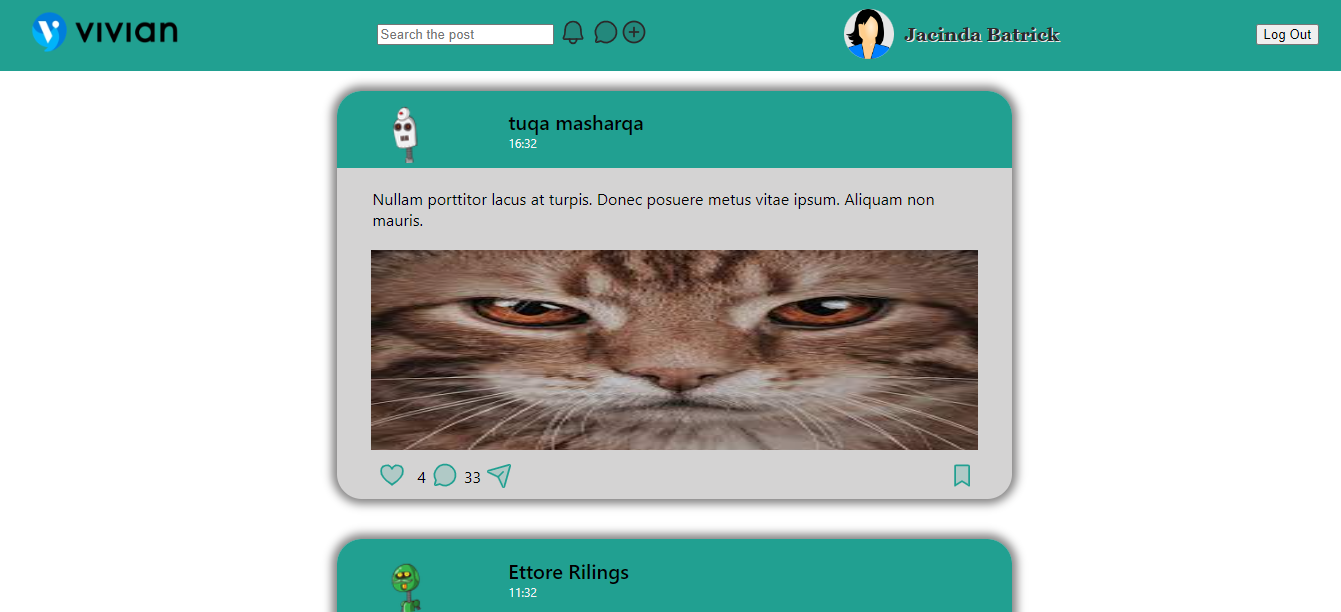 vivian
Search the post
Jacinda Batrick
Log Out
tuqa masharqa
16:32
Nullam porttitor lacus at turpis. Donec posuere metus vitae ipsum. Aliquam non
mauris.
4 33
Ettore Rilings
11:32